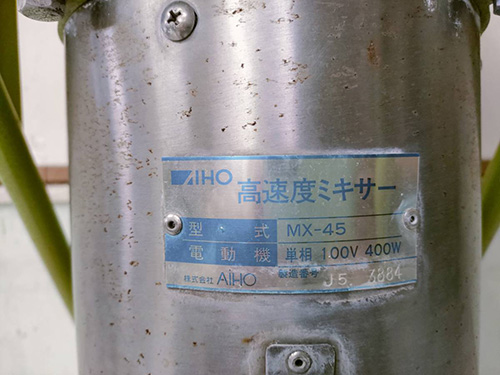 AIHO 高速度ミキサー
型 式 MX-45
電動機 単相 100V 400W
株式会社 AIHO 製造番号 J5. 3884